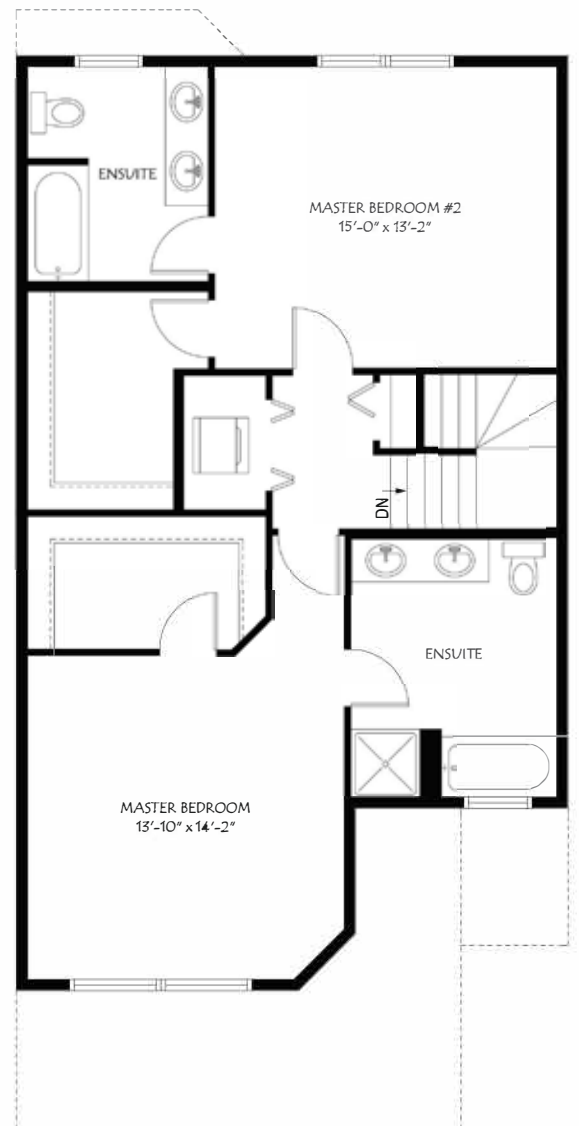 ENSUITE
MASTER BEDROOM #2
15'-0" x 13'-2"
DN
ENSUITE
MASTER BEDROOM
13'-10" x 14'-2"